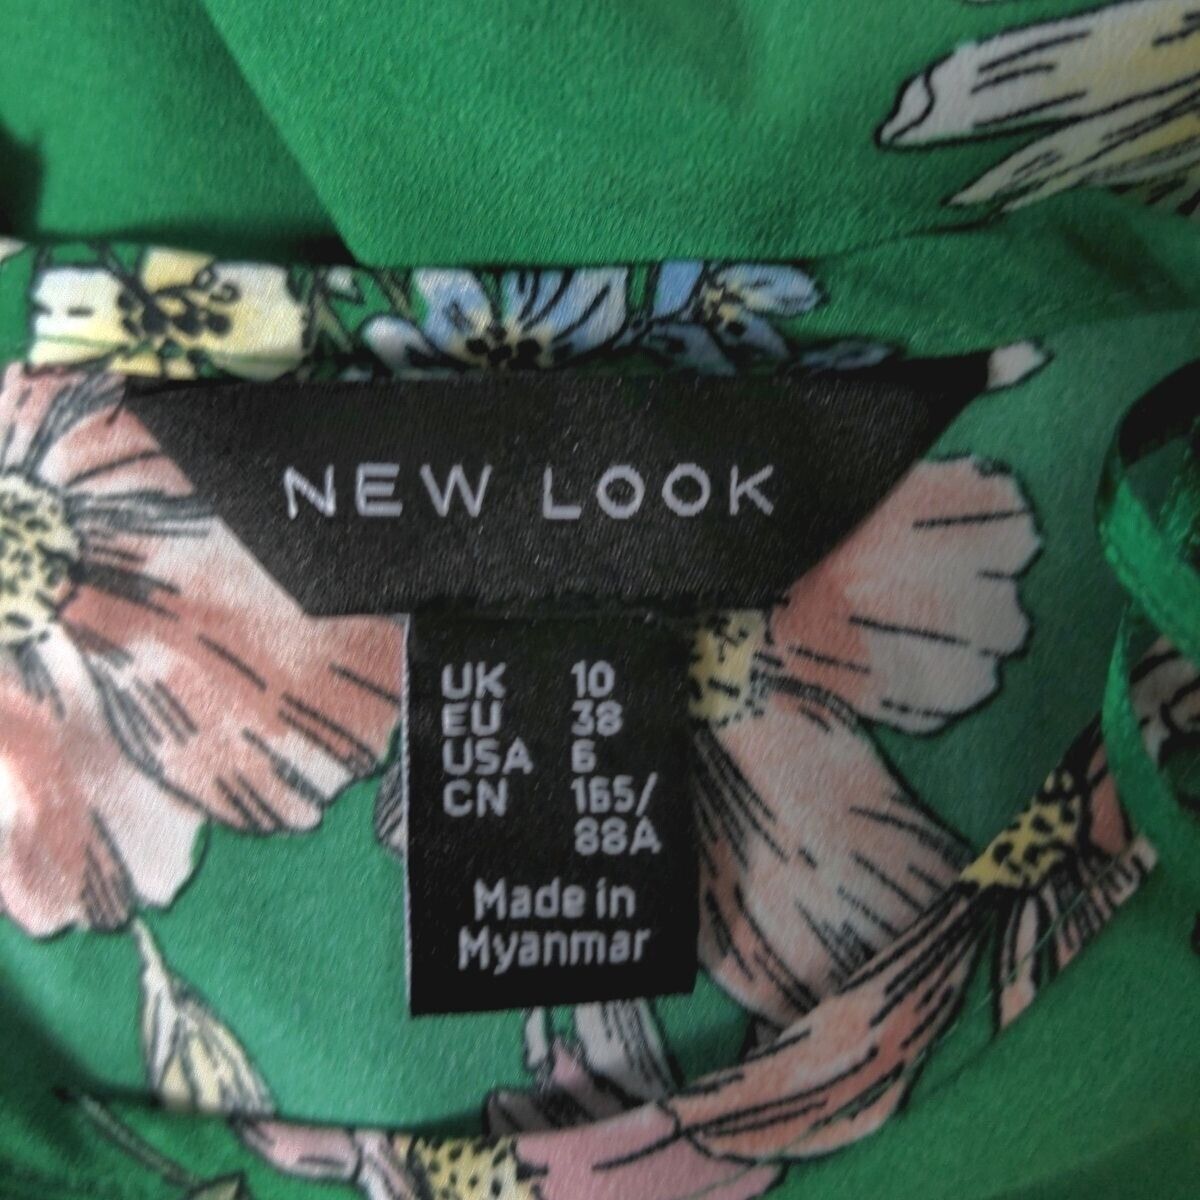 NEW LOOK
UK 10
EU 38
USA 6
CN 165/
88A
Made in
Myanmar